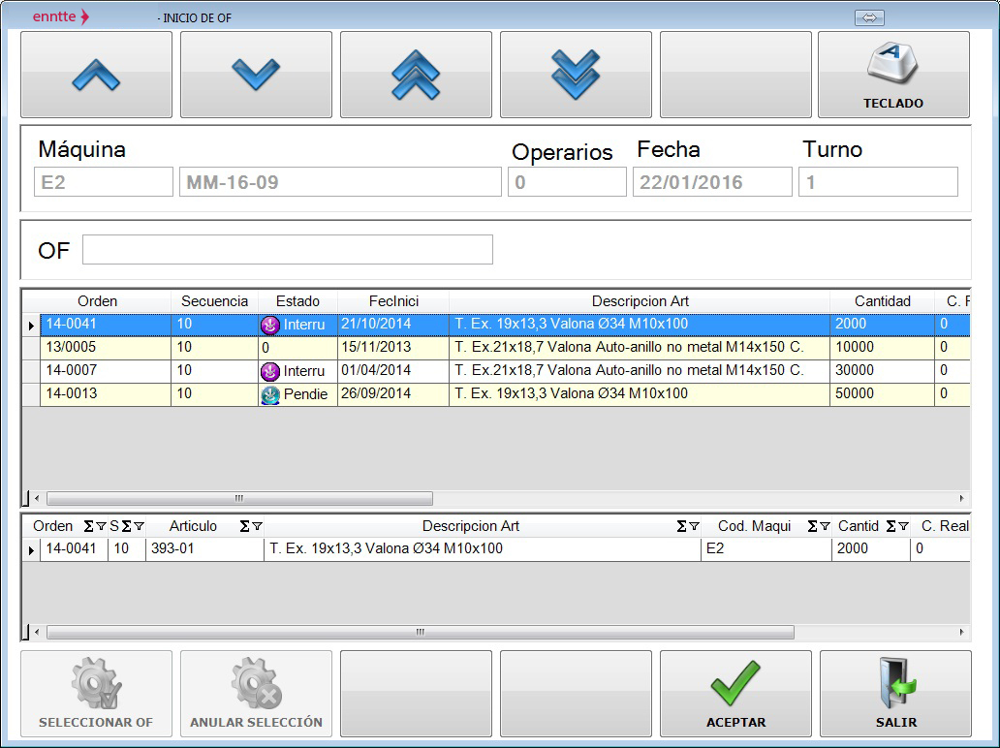 enntte - INICIO DE OF
TECLADO
Máquina Operarios Fecha Turno
E2 MM-16-09 0 22/01/2016 1
OF
Orden Secuencia Estado FecInici Descripcion Art Cantidad C. F
14-0041 10 Interru 21/10/2014 T. Ex. 19x13,3 Valona Ø34 M10x100 2000 0
13/0005 10 0 15/11/2013 T. Ex.21x18,7 Valona Auto-anillo no metal M14x150 C. 10000 0
14-0007 10 Interru 01/04/2014 T. Ex.21x18,7 Valona Auto-anillo no metal M14x150 C. 30000 0
14-0013 10 Pendie 26/09/2014 T. Ex. 19x13,3 Valona Ø34 M10x100 50000 0
Orden Σ S Σ Articulo Σ Descripcion Art Σ Cod. Maqui Σ Cantid Σ C. Real
14-0041 10 393-01 T. Ex. 19x13,3 Valona Ø34 M10x100 E2 2000 0
SELECCIONAR OF ANULAR SELECCIÓN ACEPTAR SALIR